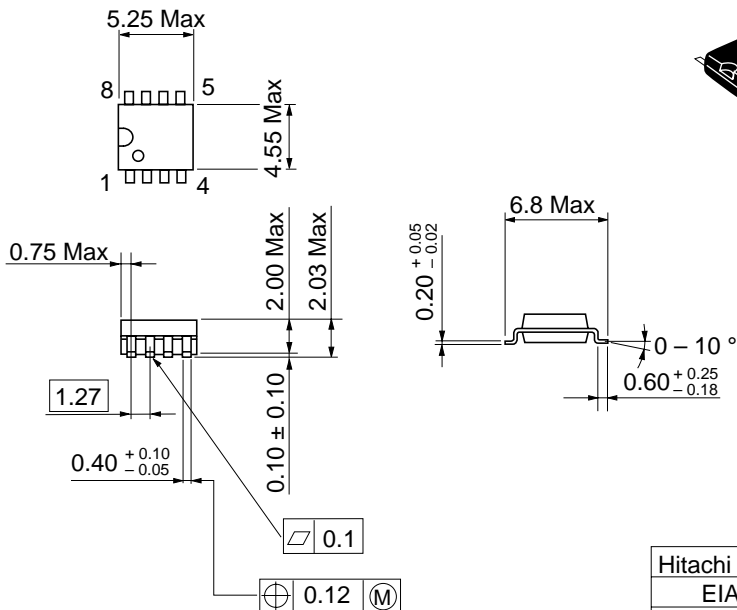 5.25 Max
8 5
4.55 Max
1 4
6.8 Max
0.75 Max
2.00 Max
2.03 Max
0.20 + 0.05 − 0.02
0 – 10 °
0.60 + 0.25 − 0.18
1.27
0.10 ± 0.10
0.40 + 0.10 − 0.05
⏥ 0.1
⌖ 0.12 Ⓜ
Hitachi
EIA